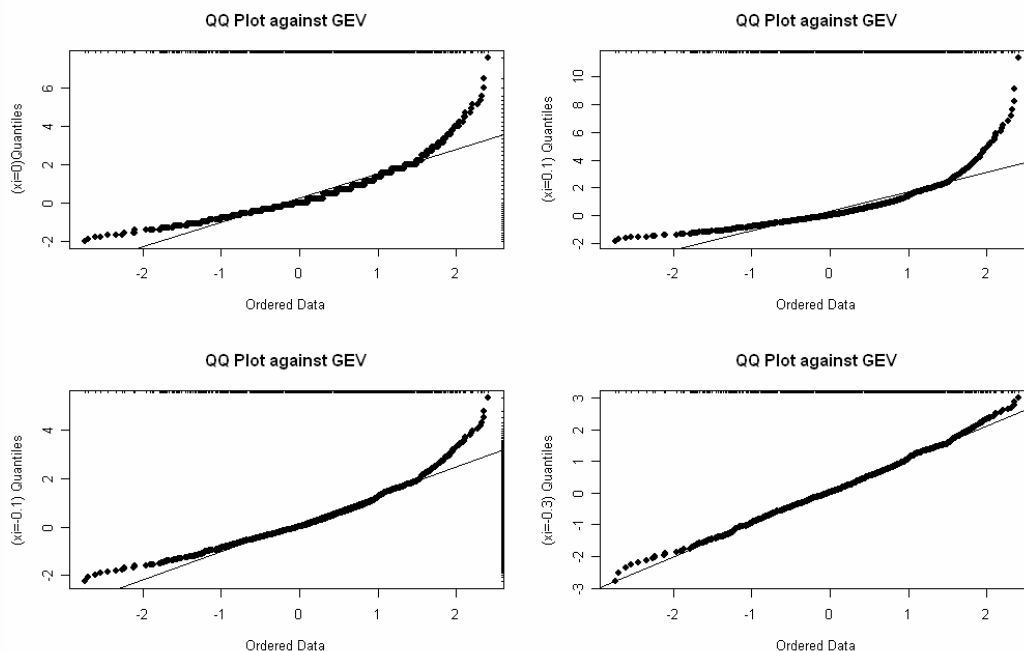 QQ Plot against GEV
(xi=0)Quantiles
6
4
2
0
-2
-2 -1 0 1 2
Ordered Data
QQ Plot against GEV
(xi=0.1) Quantiles
10
8
6
4
2
0
-2
-2 -1 0 1 2
Ordered Data
QQ Plot against GEV
(xi=-0.1) Quantiles
4
2
0
-2
-2 -1 0 1 2
Ordered Data
QQ Plot against GEV
(xi=-0.3) Quantiles
3
2
1
0
-1
-2
-3
-2 -1 0 1 2
Ordered Data